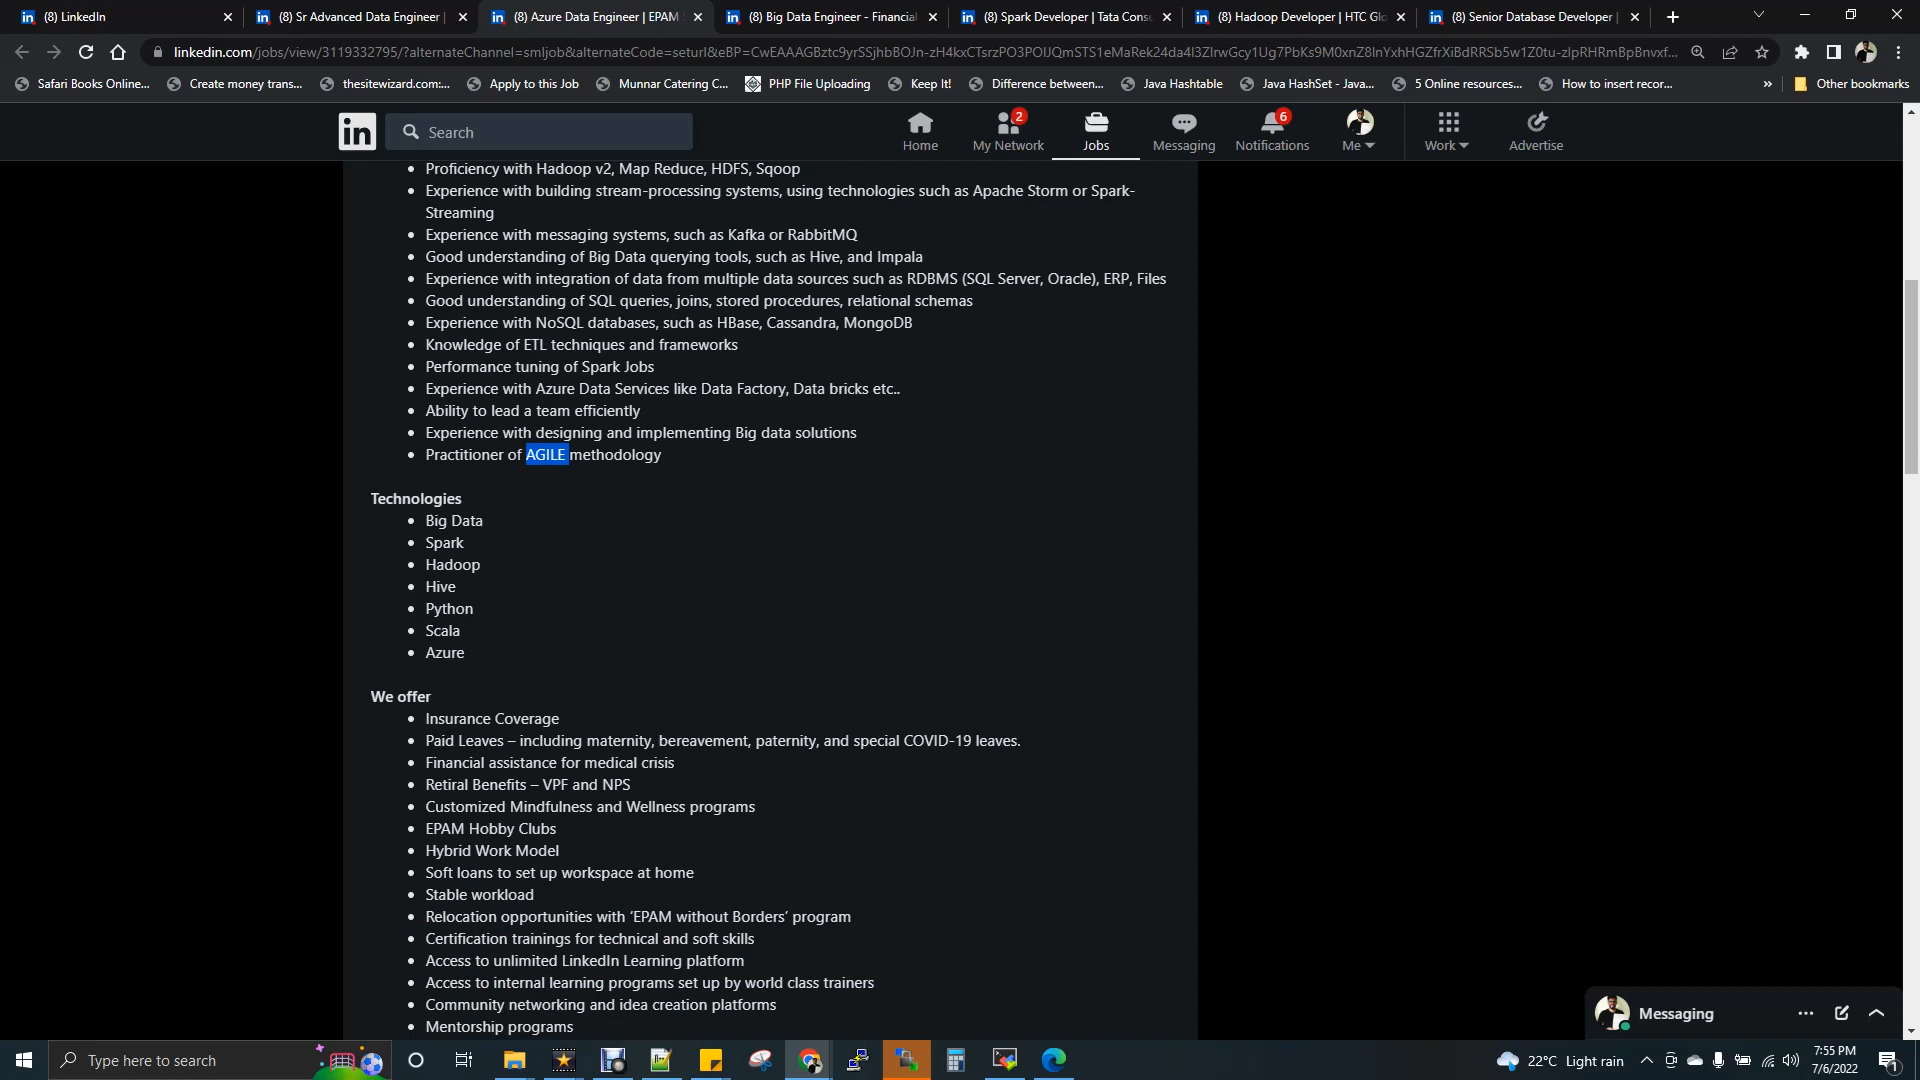 (8) LinkedIn
(8) Sr Advanced Data Engineer |
(8) Azure Data Engineer | EPAM
(8) Big Data Engineer - Financial
(8) Spark Developer | Tata Consu
(8) Hadoop Developer | HTC Glo
(8) Senior Database Developer |
linkedin.com/jobs/view/3119332795/?alternateChannel=smljob&alternateCode=seturl&eBP=
Safari Books Online...
Create money trans...
thesitewizard.com:...
Apply to this Job
Munnar Catering C...
PHP File Uploading
Keep It!
Difference between...
Java Hashtable
Java HashSet - Java...
5 Online resources...
How to insert recor...
»
Other bookmarks
in
Search
Home
2
My Network
Jobs
Messaging
6
Notifications
Me
Work
Advertise
• Proficiency with Hadoop v2, Map Reduce, HDFS, Sqoop
• Experience with building stream-processing systems, using technologies such as Apache Storm or Spark-
Streaming
• Experience with messaging systems, such as Kafka or RabbitMQ
• Good understanding of Big Data querying tools, such as Hive, and Impala
• Experience with integration of data from multiple data sources such as RDBMS (SQL Server, Oracle), ERP, Files
• Good understanding of SQL queries, joins, stored procedures, relational schemas
• Experience with NoSQL databases, such as HBase, Cassandra, MongoDB
• Knowledge of ETL techniques and frameworks
• Performance tuning of Spark Jobs
• Experience with Azure Data Services like Data Factory, Data bricks etc..
• Ability to lead a team efficiently
• Experience with designing and implementing Big data solutions
• Practitioner of AGILE methodology
Technologies
• Big Data
• Spark
• Hadoop
• Hive
• Python
• Scala
• Azure
We offer
• Insurance Coverage
• Paid Leaves – including maternity, bereavement, paternity, and special COVID-19 leaves.
• Financial assistance for medical crisis
• Retiral Benefits – VPF and NPS
• Customized Mindfulness and Wellness programs
• EPAM Hobby Clubs
• Hybrid Work Model
• Soft loans to set up workspace at home
• Stable workload
• Relocation opportunities with ‘EPAM without Borders’ program
• Certification trainings for technical and soft skills
• Access to unlimited LinkedIn Learning platform
• Access to internal learning programs set up by world class trainers
• Community networking and idea creation platforms
• Mentorship programs
Messaging
Type here to search
22°C Light rain
7:55 PM
7/6/2022
1